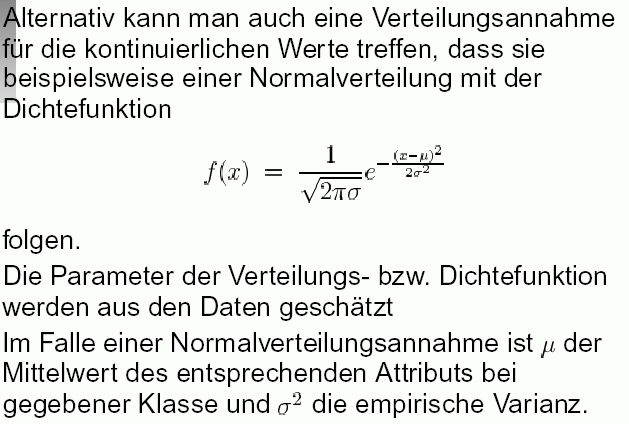 Alternativ kann man auch eine Verteilungsannahme
für die kontinuierlichen Werte treffen, dass sie
beispielsweise einer Normalverteilung mit der
Dichtefunktion
f(x) = \frac{1}{\sqrt{2\pi\sigma}} e^{-\frac{(x-\mu)^2}{2\sigma^2}}
folgen.
Die Parameter der Verteilungs- bzw. Dichtefunktion
werden aus den Daten geschätzt
Im Falle einer Normalverteilungsannahme ist μ der
Mittelwert des entsprechenden Attributs bei
gegebener Klasse und σ² die empirische Varianz.